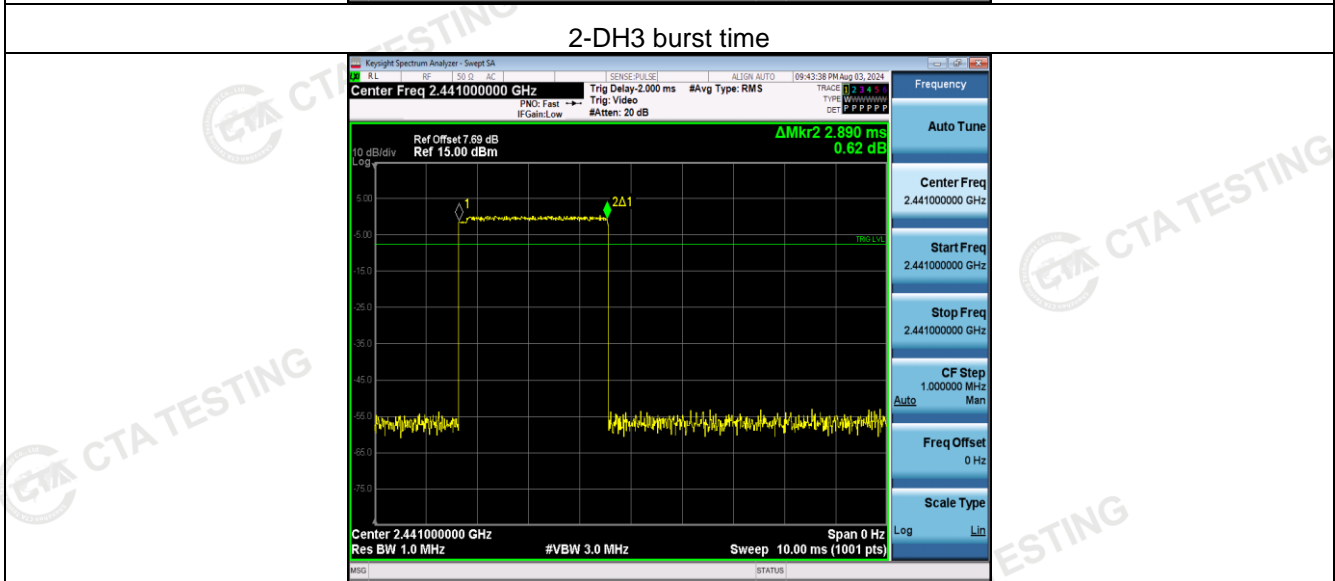 2-DH3 burst time
Keysight Spectrum Analyzer - Swept SA
RL RF 50 Ω AC SENSE:PULSE ALIGN AUTO 09:43:38 PM Aug 03, 2024
Center Freq 2.441000000 GHz
PNO: Fast
IFGain:Low
Trig Delay-2.000 ms
Trig: Video
#Atten: 20 dB
#Avg Type: RMS
TRACE 1 2 3 4 5 6
TYPE WWWWWW
DET P P P P P P
Ref Offset 7.69 dB
10 dB/div Ref 15.00 dBm
Log
ΔMkr2 2.890 ms
0.62 dB
5.00
-5.00
-15.0
-25.0
-35.0
-45.0
-55.0
-65.0
-75.0
1
2Δ1
TRIG LVL
Center 2.441000000 GHz Span 0 Hz
Res BW 1.0 MHz #VBW 3.0 MHz Sweep 10.00 ms (1001 pts)
MSG STATUS
Frequency
Auto Tune
Center Freq
2.441000000 GHz
Start Freq
2.441000000 GHz
Stop Freq
2.441000000 GHz
CF Step
1.000000 MHz
Auto Man
Freq Offset
0 Hz
Scale Type
Log Lin
CTA TESTING
CTA TESTING
ESTING